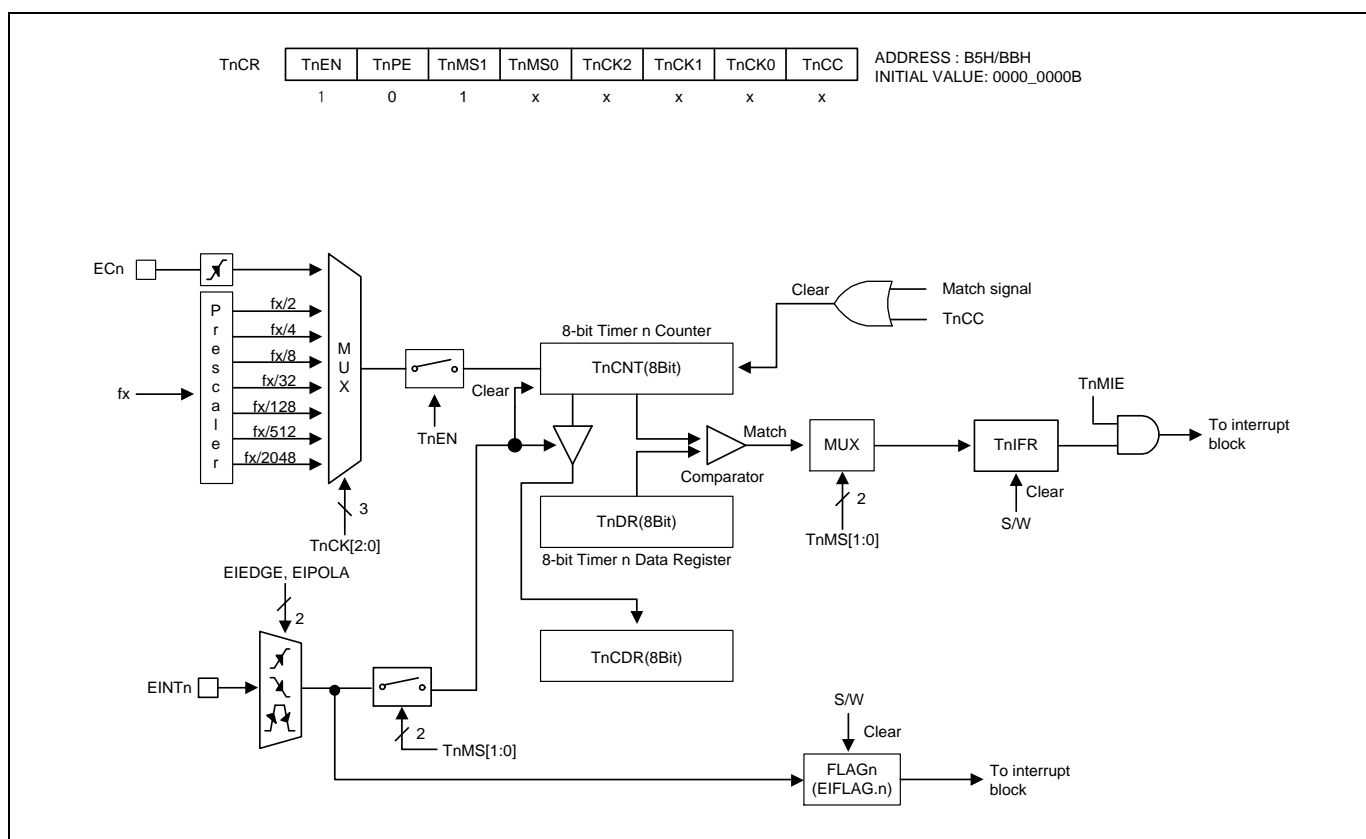 TnCR TnEN TnPE TnMS1 TnMS0 TnCK2 TnCK1 TnCK0 TnCC ADDRESS : B5H/BBH
INITIAL VALUE: 0000_0000B
1 0 1 x x x x x
ECn
Prescaler
fx
fx/2
fx/4
fx/8
fx/32
fx/128
fx/512
fx/2048
MUX
3
TnCK[2:0]
TnEN
Clear
8-bit Timer n Counter
TnCNT(8Bit)
Clear
Match signal
TnCC
Match
Comparator
TnDR(8Bit)
8-bit Timer n Data Register
TnCDR(8Bit)
MUX
2
TnMS[1:0]
TnIFR
Clear
S/W
TnMIE
To interrupt
block
EIEDGE, EIPOLA
2
EINTn
2
TnMS[1:0]
S/W
Clear
FLAGn
(EIFLAG.n)
To interrupt
block